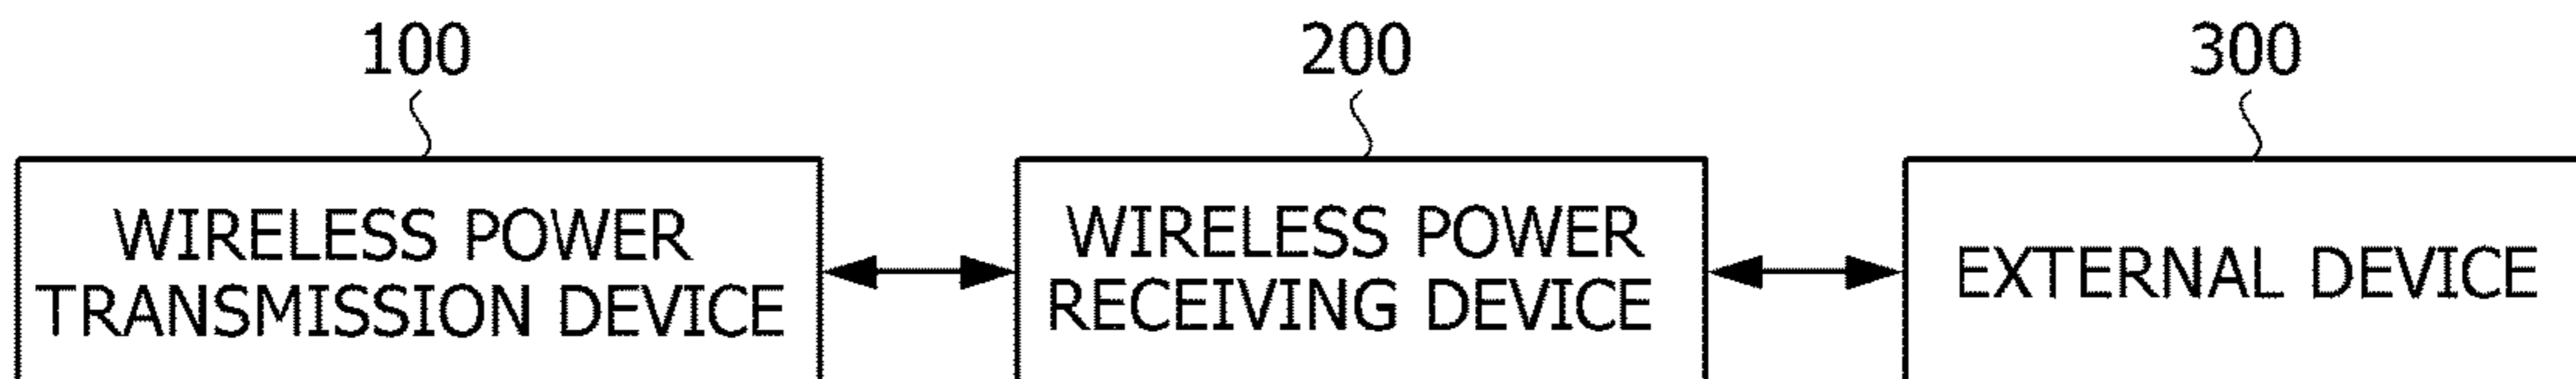 100
200
300
WIRELESS POWER
TRANSMISSION DEVICE
WIRELESS POWER
RECEIVING DEVICE
EXTERNAL DEVICE